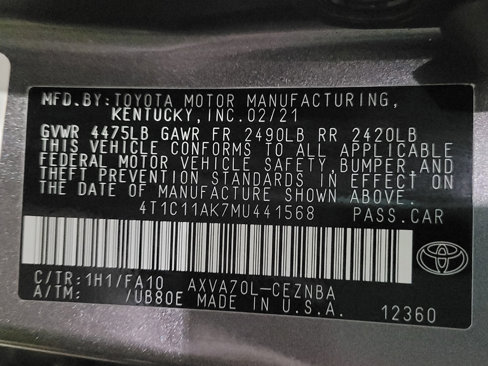 MFD.BY:TOYOTA MOTOR MANUFACTURING,
KENTUCKY, INC. 02/21
GVWR 4475LB GAWR FR 2490LB RR 2420LB
THIS VEHICLE CONFORMS TO ALL APPLICABLE
FEDERAL MOTOR VEHICLE SAFETY,BUMPER,AND
THEFT PREVENTION STANDARDS IN EFFECT ON
THE DATE OF MANUFACTURE SHOWN ABOVE.
4T1C11AK7MU441568 PASS.CAR
C/TR:1H1/FA10 AXVA70L-CEZNBA
A/TM: /UB80E MADE IN U.S.A. 12360